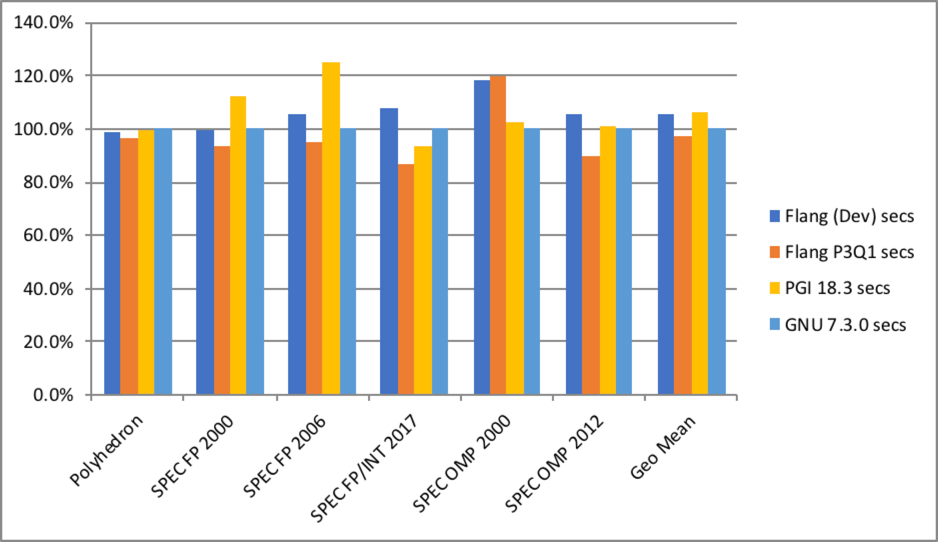 140.0%
120.0%
100.0%
80.0%
60.0%
40.0%
20.0%
0.0%
Polyhedron
SPEC FP 2000
SPEC FP 2006
SPEC FP/INT 2017
SPEC OMP 2000
SPEC OMP 2012
Geo Mean
Flang (Dev) secs
Flang P3Q1 secs
PGI 18.3 secs
GNU 7.3.0 secs